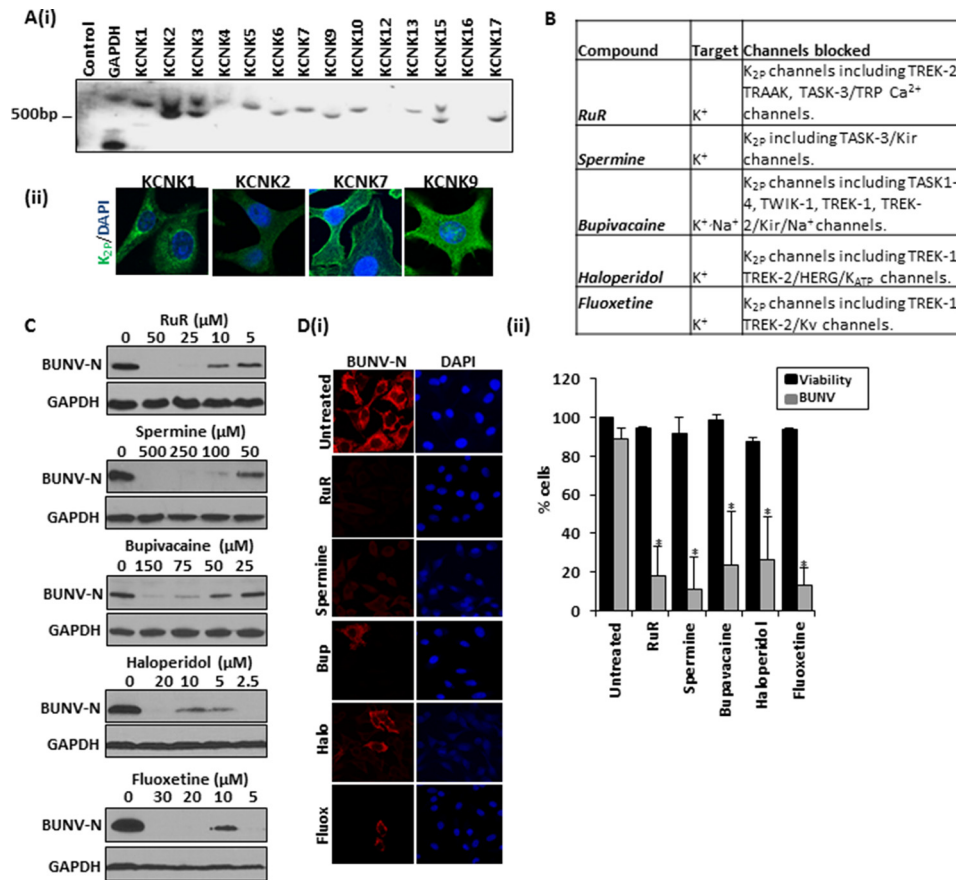 A(i)
Control GAPDH KCNK1 KCNK2 KCNK3 KCNK4 KCNK5 KCNK6 KCNK7 KCNK9 KCNK10 KCNK12 KCNK13 KCNK15 KCNK16 KCNK17
500bp
(ii)
KCNK1 KCNK2 KCNK7 KCNK9
K2P/DAPI
B
Compound Target Channels blocked
RuR K+ K2P channels including TREK-2
TRAAK, TASK-3/TRP Ca2+
channels.
Spermine K+ K2P including TASK-3/Kir
channels.
Bupivacaine K+,Na+ K2P channels including TASK1-
4, TWIK-1, TREK-1, TREK-
2/Kir/Na+ channels.
Haloperidol K+ K2P channels including TREK-1
TREK-2/HERG/KATP channels.
Fluoxetine K+ K2P channels including TREK-1
TREK-2/Kv channels.
C
RuR (μM)
0 50 25 10 5
BUNV-N
GAPDH
Spermine (μM)
0 500 250 100 50
BUNV-N
GAPDH
Bupivacaine (μM)
0 150 75 50 25
BUNV-N
GAPDH
Haloperidol (μM)
0 20 10 5 2.5
BUNV-N
GAPDH
Fluoxetine (μM)
0 30 20 10 5
BUNV-N
GAPDH
D(i)
BUNV-N DAPI
Untreated
RuR
Spermine
Bup
Halo
Fluox
(ii)
Viability
BUNV
% cells
120
100
80
60
40
20
0
* * * * *
Untreated RuR Spermine Bupavacaine Haloperidol Fluoxetine